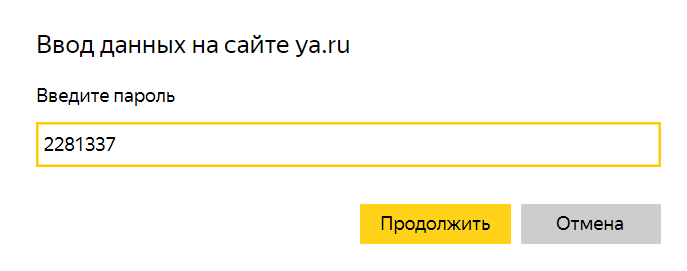 Ввод данных на сайте ya.ru
Введите пароль
2281337
Продолжить Отмена